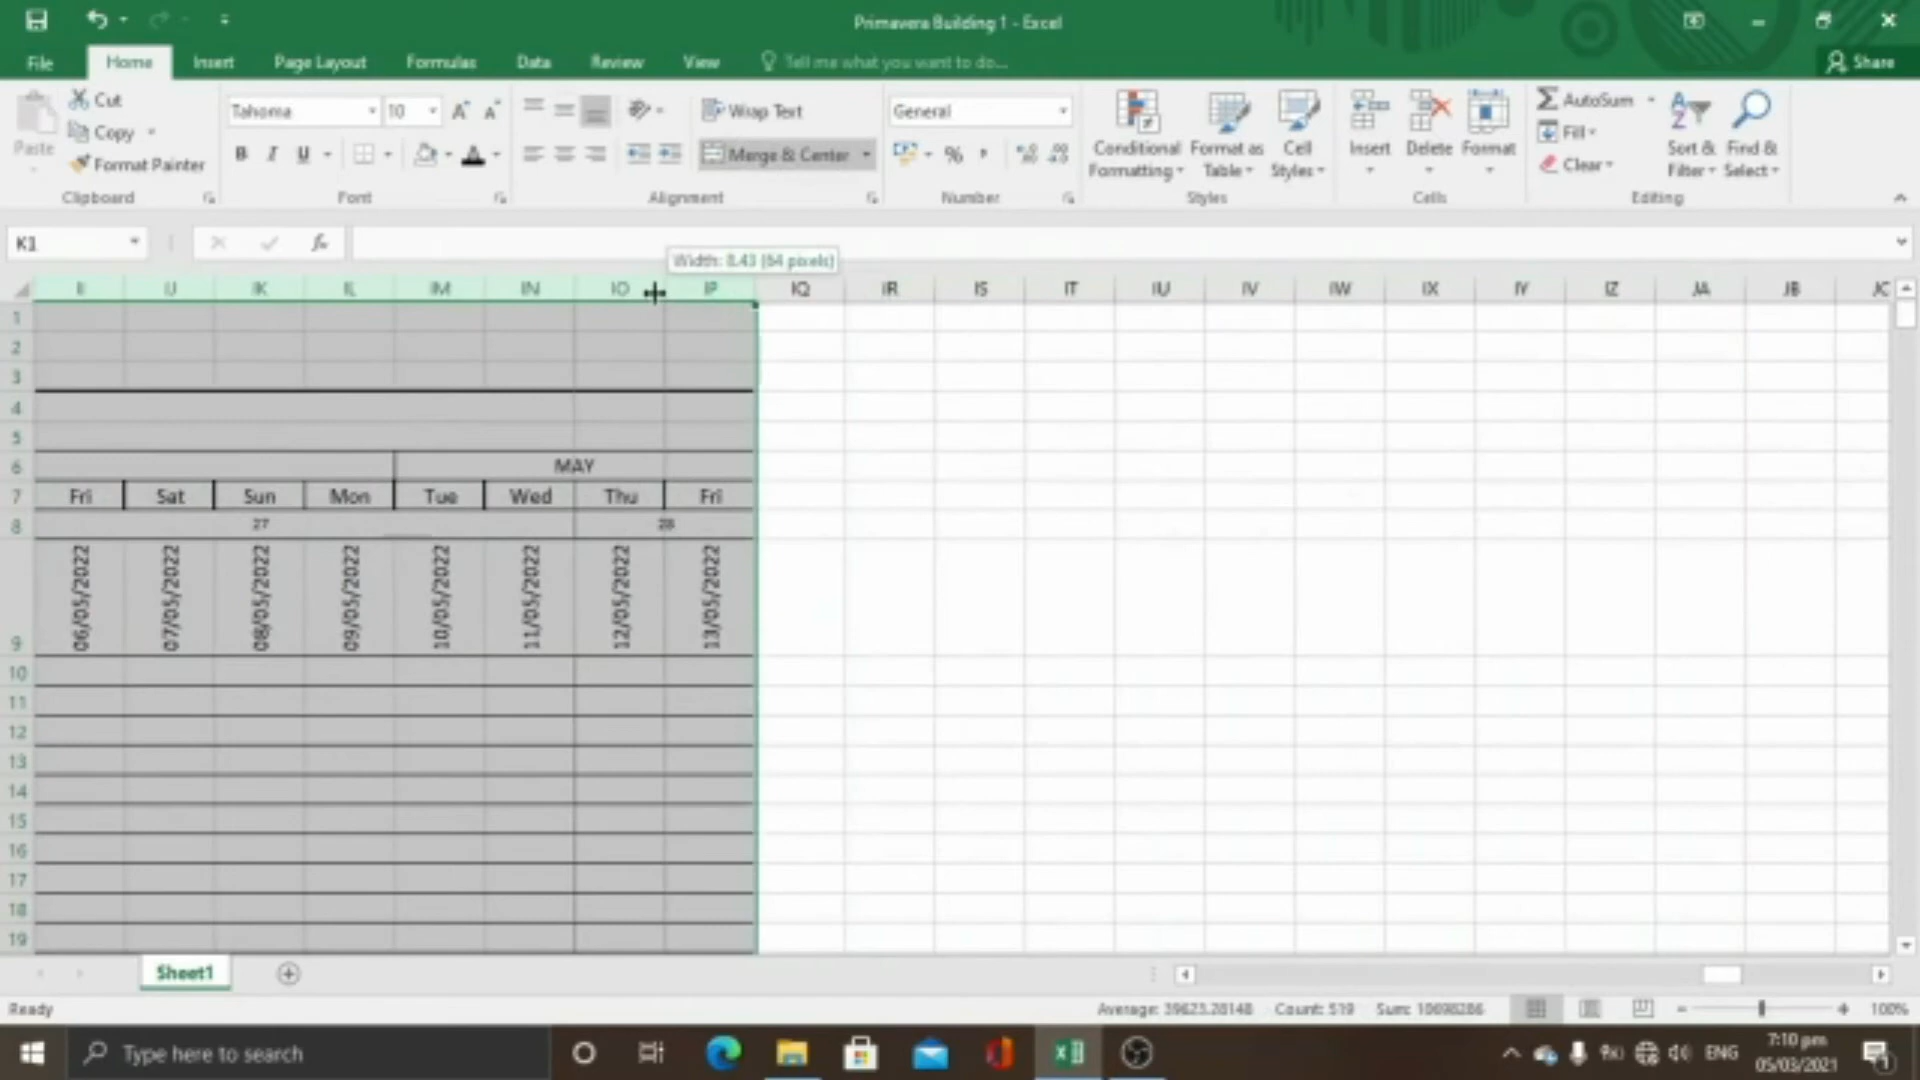 Primavera Building 1 - Excel
File Home Insert Page Layout Formulas Data Review View Tell me what you want to do... Share
Cut
Copy
Format Painter
Paste
Clipboard
Tahoma 10
B I U
Font
Wrap Text
Merge & Center
Alignment
General
%
Number
Conditional Formatting
Format as Table
Cell Styles
Styles
Insert Delete Format
Cells
AutoSum
Fill
Clear
Sort & Filter
Find & Select
Editing
K1 fx
Width: 8.43 (64 pixels)
II IJ IK IL IM IN IO IP IQ IR IS IT IU IV IW IX IY IZ JA JB JC
1
2
3
4
5
6 MAY
7 Fri Sat Sun Mon Tue Wed Thu Fri
8 27 28
9 06/05/2022 07/05/2022 08/05/2022 09/05/2022 10/05/2022 11/05/2022 12/05/2022 13/05/2022
10
11
12
13
14
15
16
17
18
19
Sheet1
Ready Average: 39623.28148 Count: 519 Sum: 10698286 100%
Type here to search
ENG
7:10 pm
05/03/2021
1